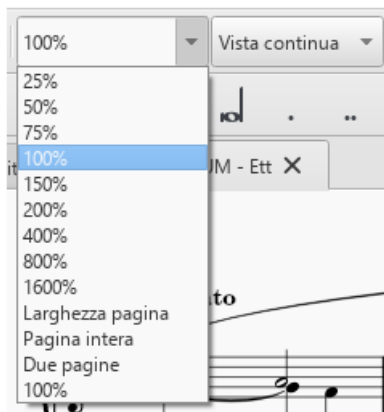 100%
Vista continua
25%
50%
75%
100%
150%
200%
400%
800%
1600%
Larghezza pagina
Pagina intera
Due pagine
100%
it
UM - Ett
to